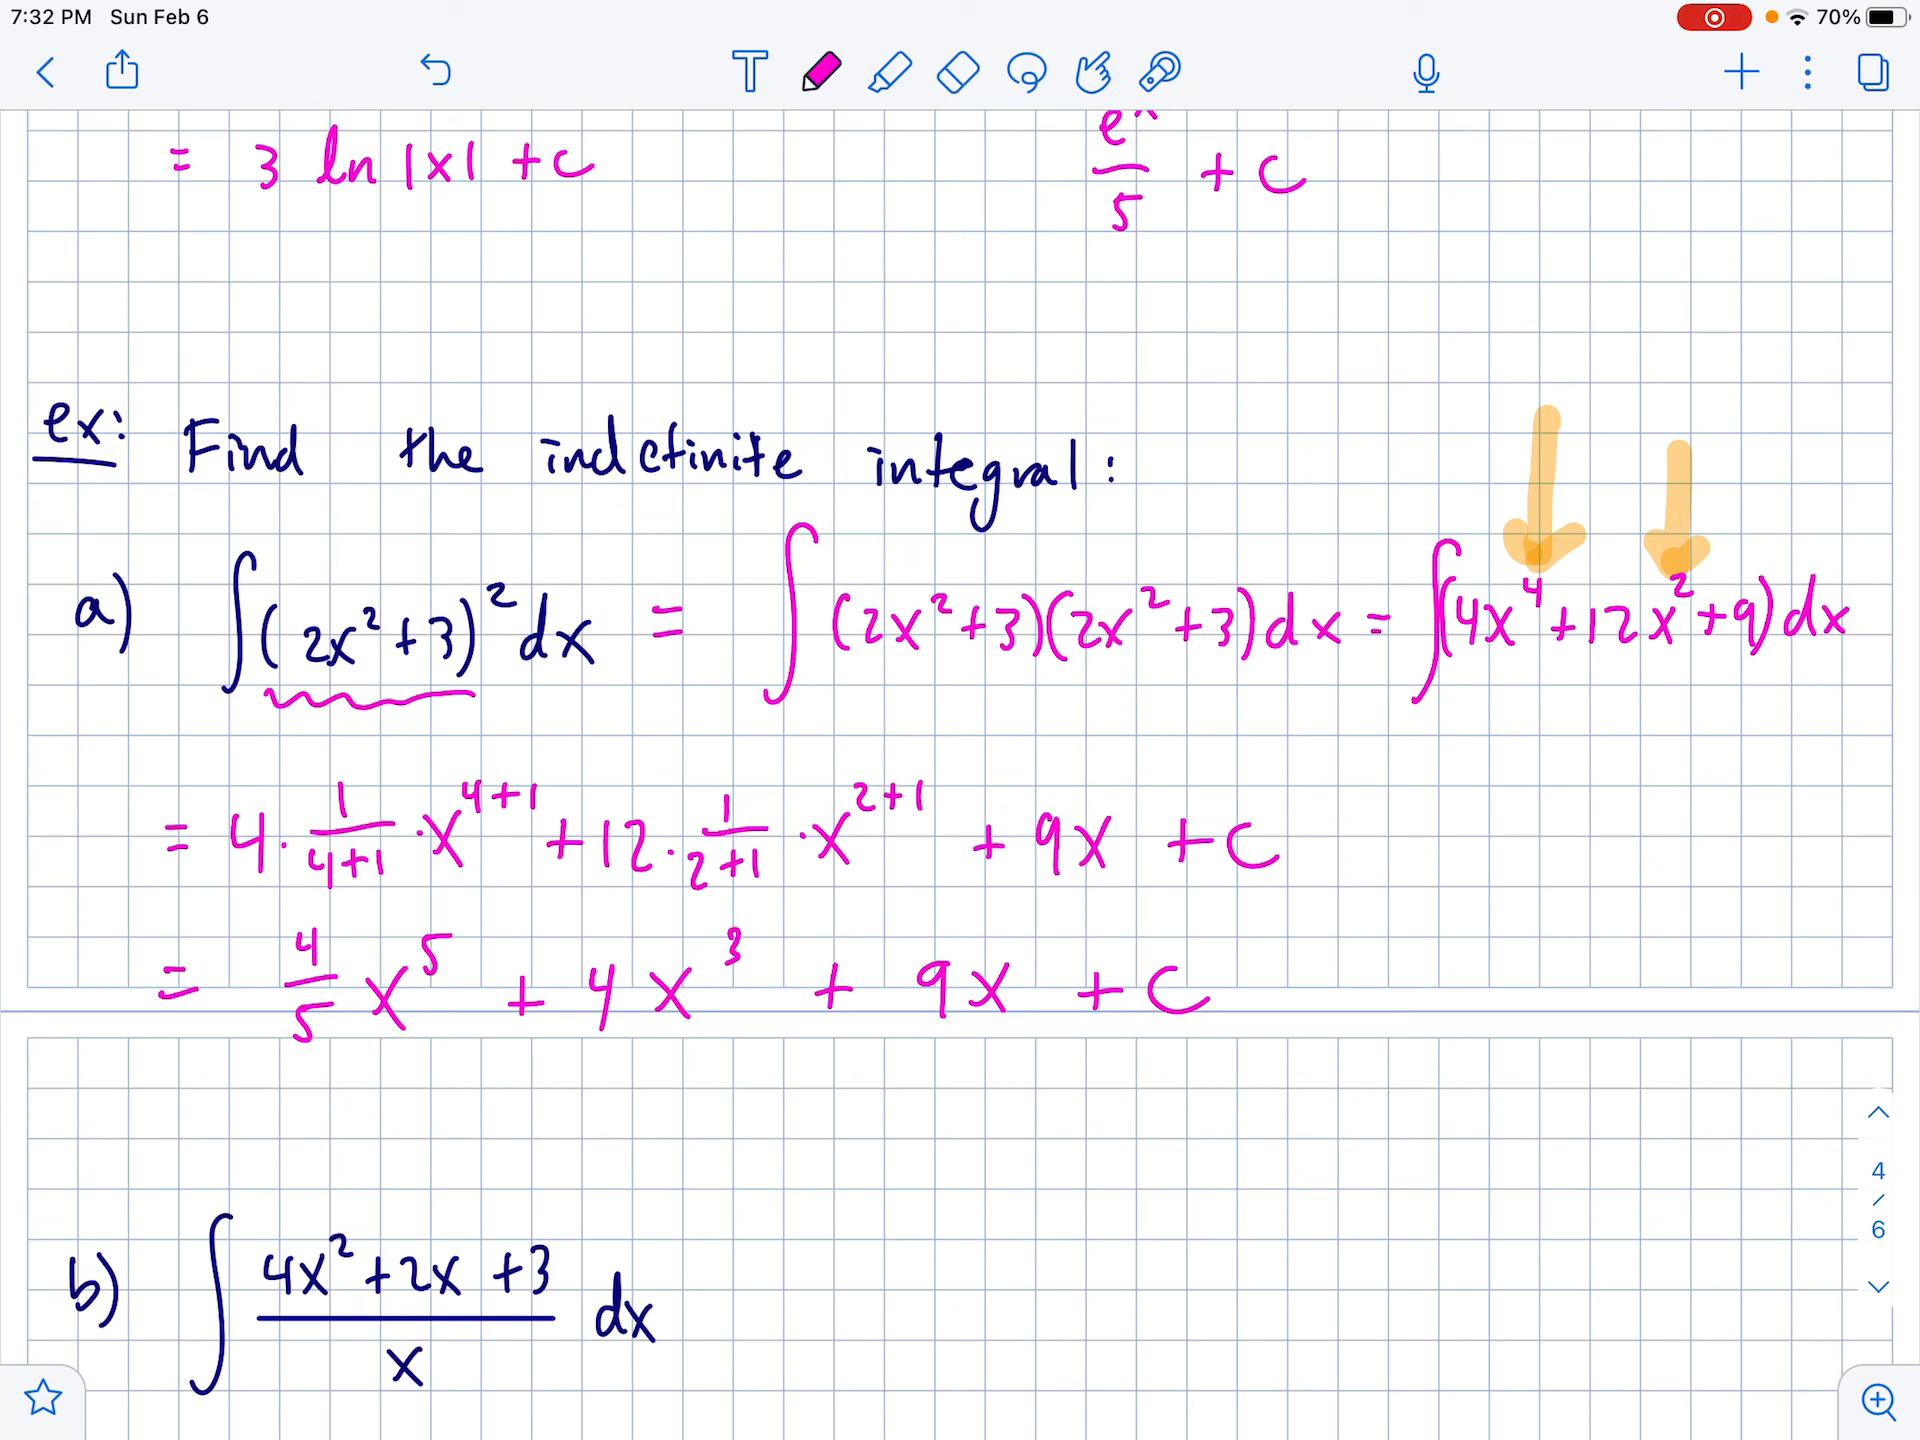 7:32 PM Sun Feb 6
70%
= 3 ln |x| + c
e^x/5 + C
ex: Find the indefinite integral:
a) ∫(2x²+3)² dx = ∫(2x²+3)(2x²+3)dx = ∫(4x⁴+12x²+9)dx
= 4 · 1/(4+1) · x^(4+1) + 12 · 1/(2+1) · x^(2+1) + 9x + C
= 4/5 x⁵ + 4x³ + 9x + C
4 / 6
b) ∫ (4x²+2x+3)/x dx